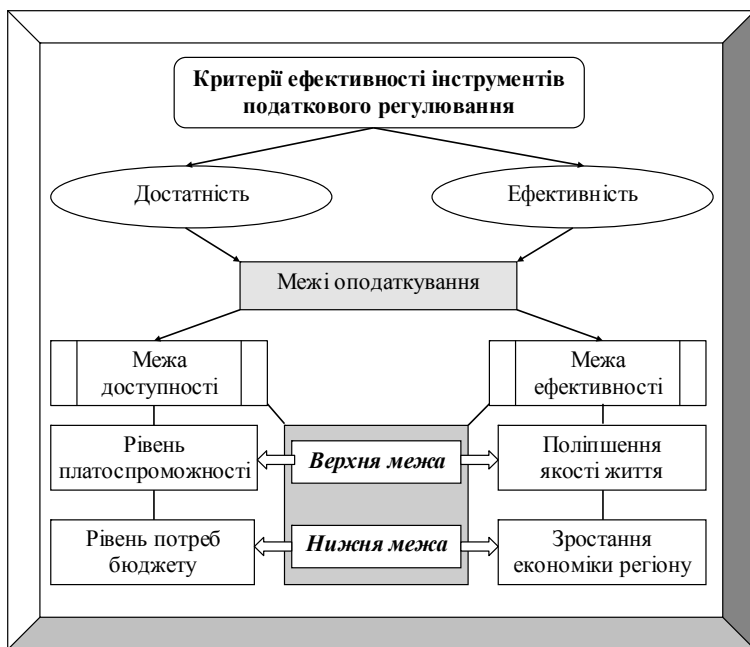 Критерії ефективності інструментів
податкового регулювання
Достатність
Ефективність
Межі оподаткування
Межа
доступності
Межа
ефективності
Рівень
платоспроможності
Верхня межа
Поліпшення
якості життя
Рівень потреб
бюджету
Нижня межа
Зростання
економіки регіону